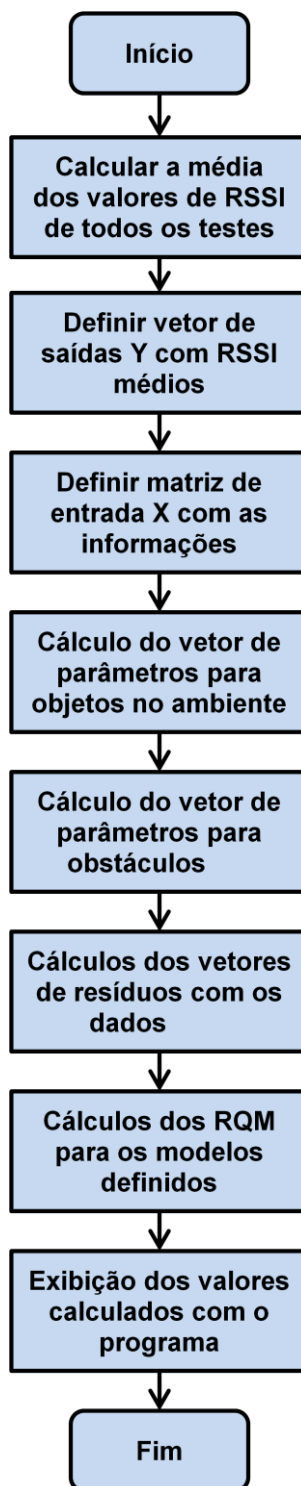 Início
Calcular a média
dos valores de RSSI
de todos os testes
Definir vetor de
saídas Y com RSSI
médios
Definir matriz de
entrada X com as
informações
Cálculo do vetor de
parâmetros para
objetos no ambiente
Cálculo do vetor de
parâmetros para
obstáculos
Cálculos dos vetores
de resíduos com os
dados
Cálculos dos RQM
para os modelos
definidos
Exibição dos valores
calculados com o
programa
Fim